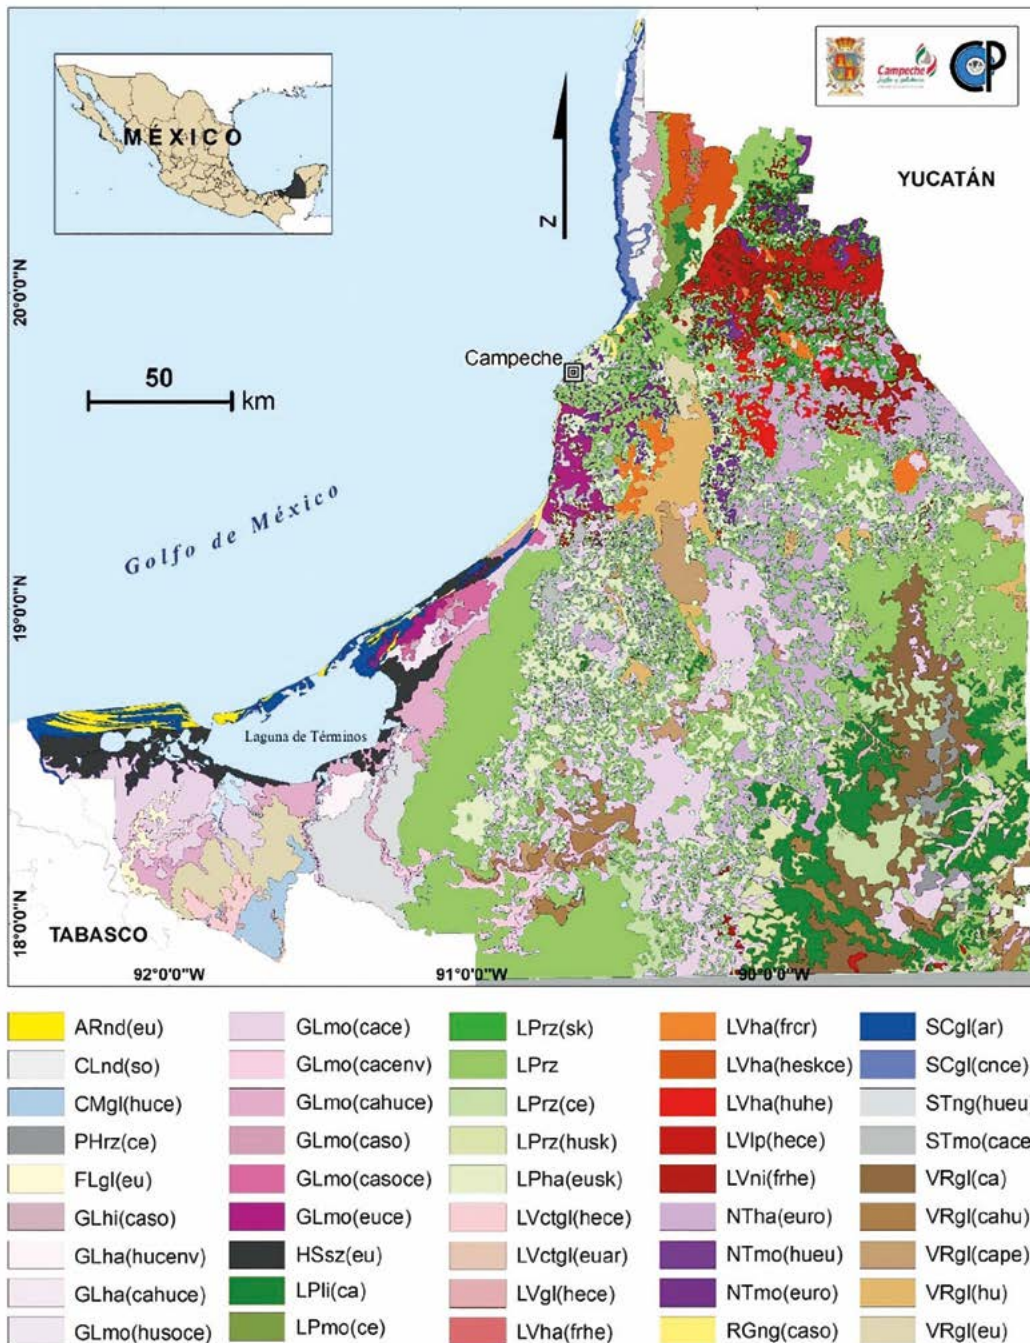 MÉXICO
Campeche
CCP
N
YUCATÁN
20°0'0"N
Campeche
50
km
Golfo de México
19°0'0"N
Laguna de Términos
18°0'0"N
TABASCO
92°0'0"W
91°0'0"W
90°0'0"W
ARnd(eu)
CLnd(so)
CMgl(huce)
PHrz(ce)
FLgl(eu)
GLhi(caso)
GLha(hucenv)
GLha(cahuce)
GLmo(husoce)
GLmo(cace)
GLmo(cacenv)
GLmo(cahuce)
GLmo(caso)
GLmo(casoce)
GLmo(euce)
HSsz(eu)
LPli(ca)
LPmo(ce)
LPrz(sk)
LPrz
LPrz(ce)
LPrz(husk)
LPha(eusk)
LVctgl(hece)
LVctgl(euar)
LVgl(hece)
LVha(frhe)
LVha(frcr)
LVha(heskce)
LVha(huhe)
LVlp(hece)
LVni(frhe)
NTha(euro)
NTmo(hueu)
NTmo(euro)
RGng(caso)
SCgl(ar)
SCgl(cnce)
STng(hueu)
STmo(cace
VRgl(ca)
VRgl(cahu)
VRgl(cape)
VRgl(hu)
VRgl(eu)